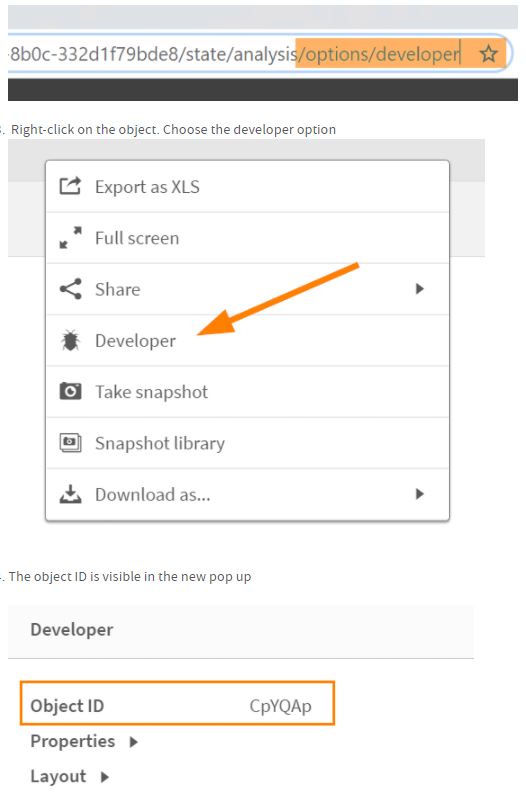 8b0c-332d1f79bde8/state/analysis/options/developer
. Right-click on the object. Choose the developer option
Export as XLS
Full screen
Share
Developer
Take snapshot
Snapshot library
Download as...
. The object ID is visible in the new pop up
Developer
Object ID CpYQAp
Properties
Layout